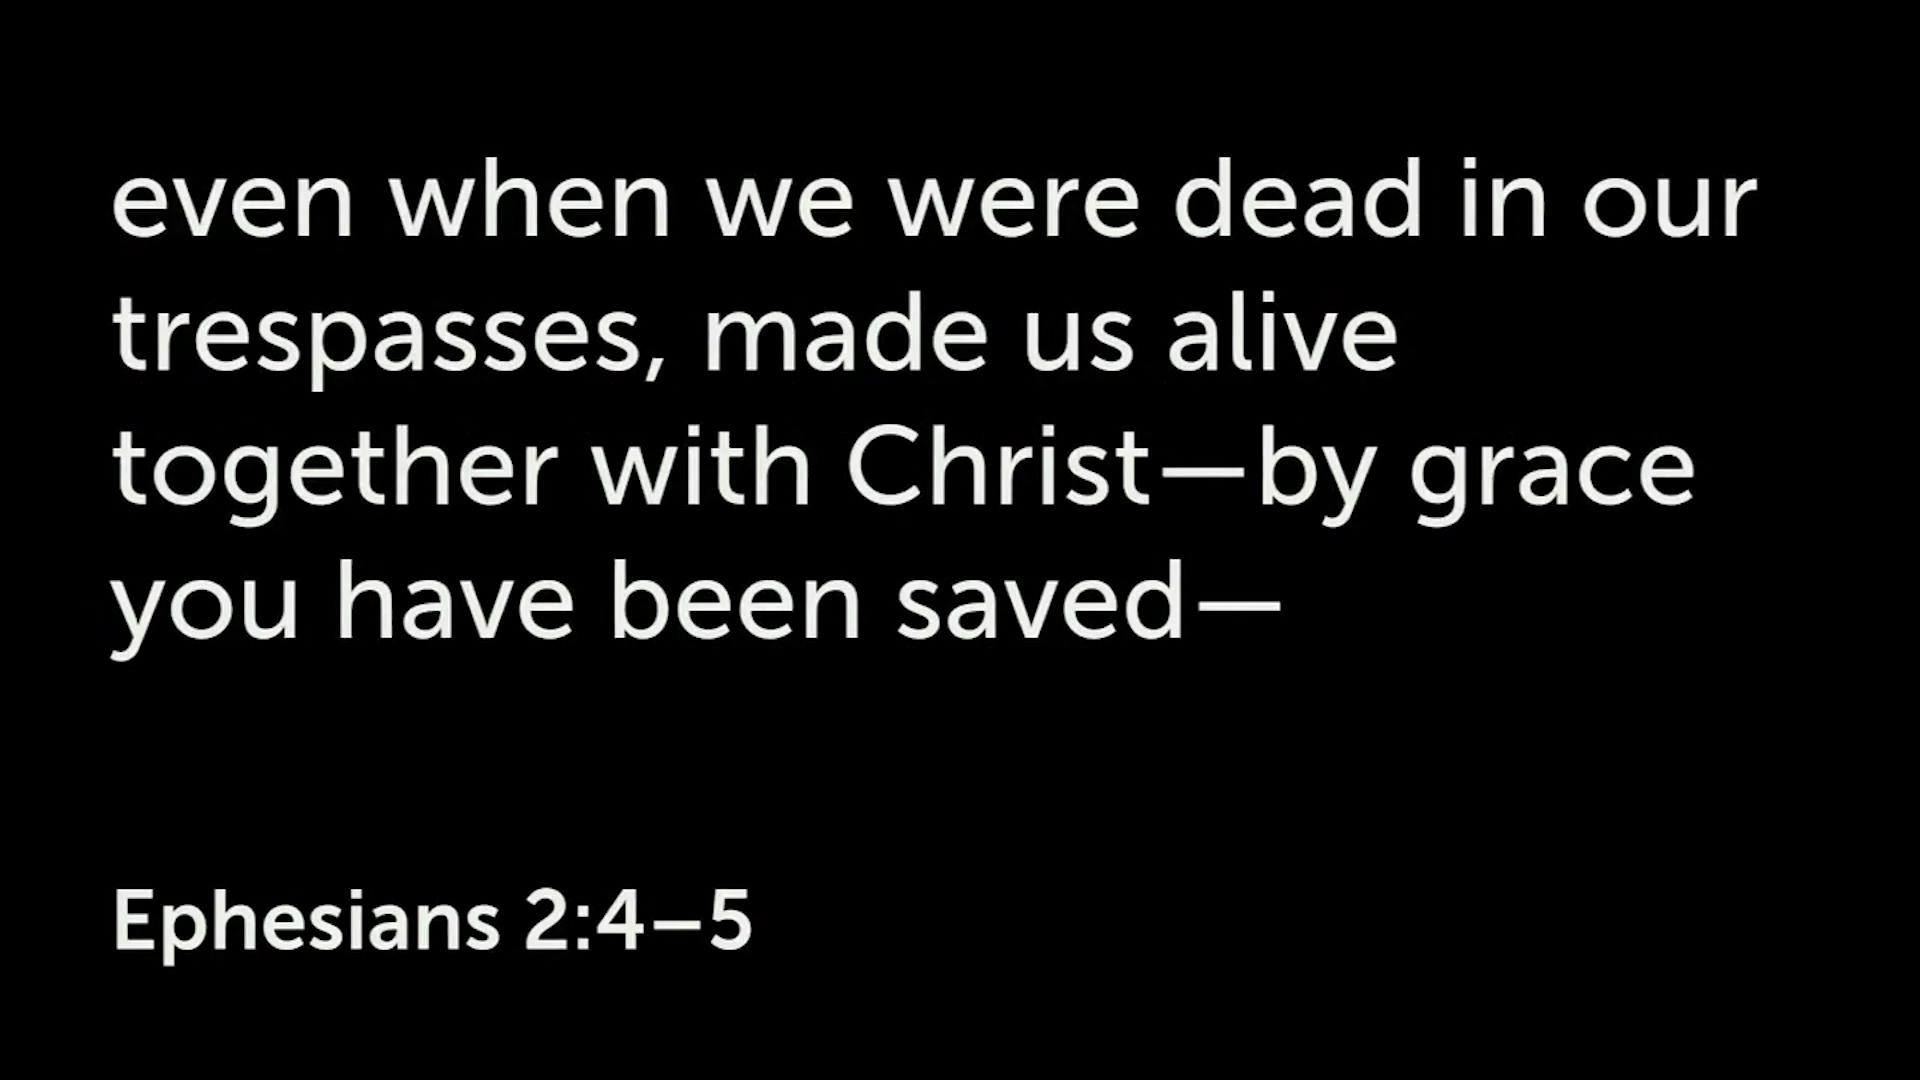 even when we were dead in our
trespasses, made us alive
together with Christ—by grace
you have been saved—
Ephesians 2:4–5